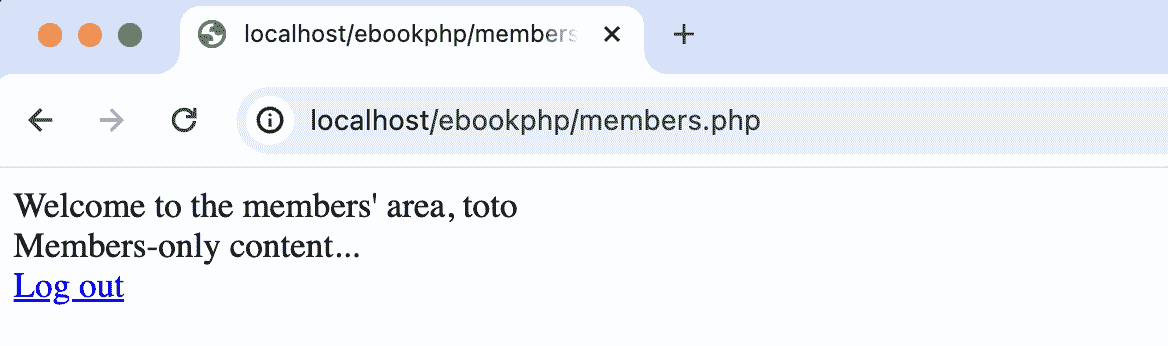 localhost/ebookphp/members
localhost/ebookphp/members.php
Welcome to the members' area, toto
Members-only content...
Log out